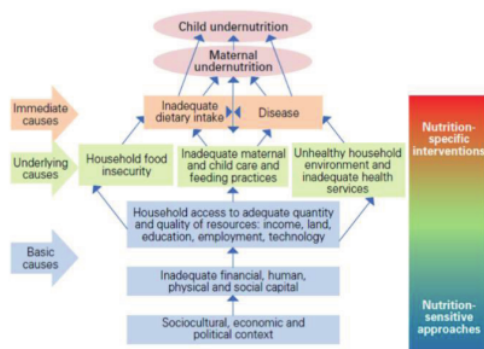 Child undernutrition
Maternal
undernutrition
Immediate
causes
Inadequate
dietary intake
Disease
Underlying
causes
Household food
insecurity
Inadequate maternal
and child care and
feeding practices
Unhealthy household
environment and
inadequate health
services
Nutrition-
specific
interventions
Household access to adequate quantity
and quality of resources: income, land,
education, employment, technology
Basic
causes
Inadequate financial, human,
physical and social capital
Sociocultural, economic and
political context
Nutrition-
sensitive
approaches